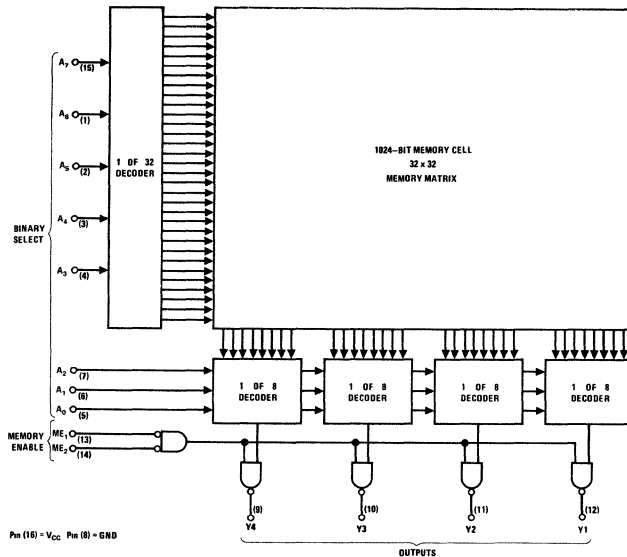 A7 (15)
A6 (1)
A5 (2)
A4 (3)
A3 (4)
1 OF 32
DECODER
1024-BIT MEMORY CELL
32 x 32
MEMORY MATRIX
BINARY
SELECT
A2 (7)
A1 (6)
A0 (5)
1 OF 8
DECODER
1 OF 8
DECODER
1 OF 8
DECODER
1 OF 8
DECODER
MEMORY
ENABLE
ME1 (13)
ME2 (14)
(9)
(10)
(11)
(12)
Y4
Y3
Y2
Y1
Pin (16) = VCC Pin (8) = GND
OUTPUTS